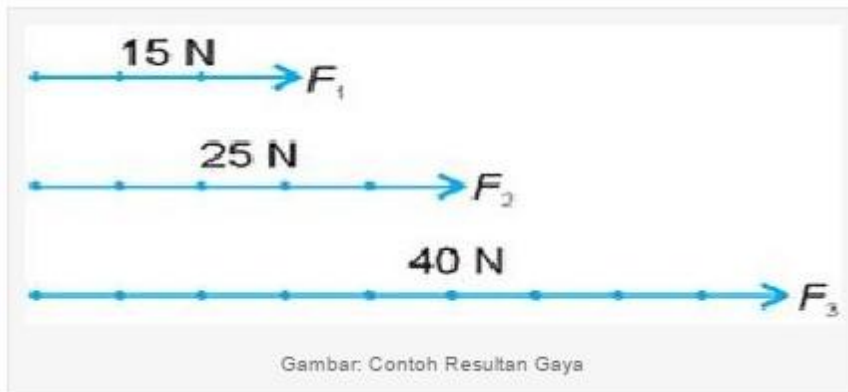 15 N
F₁
25 N
F₂
40 N
F₃
Gambar: Contoh Resultan Gaya